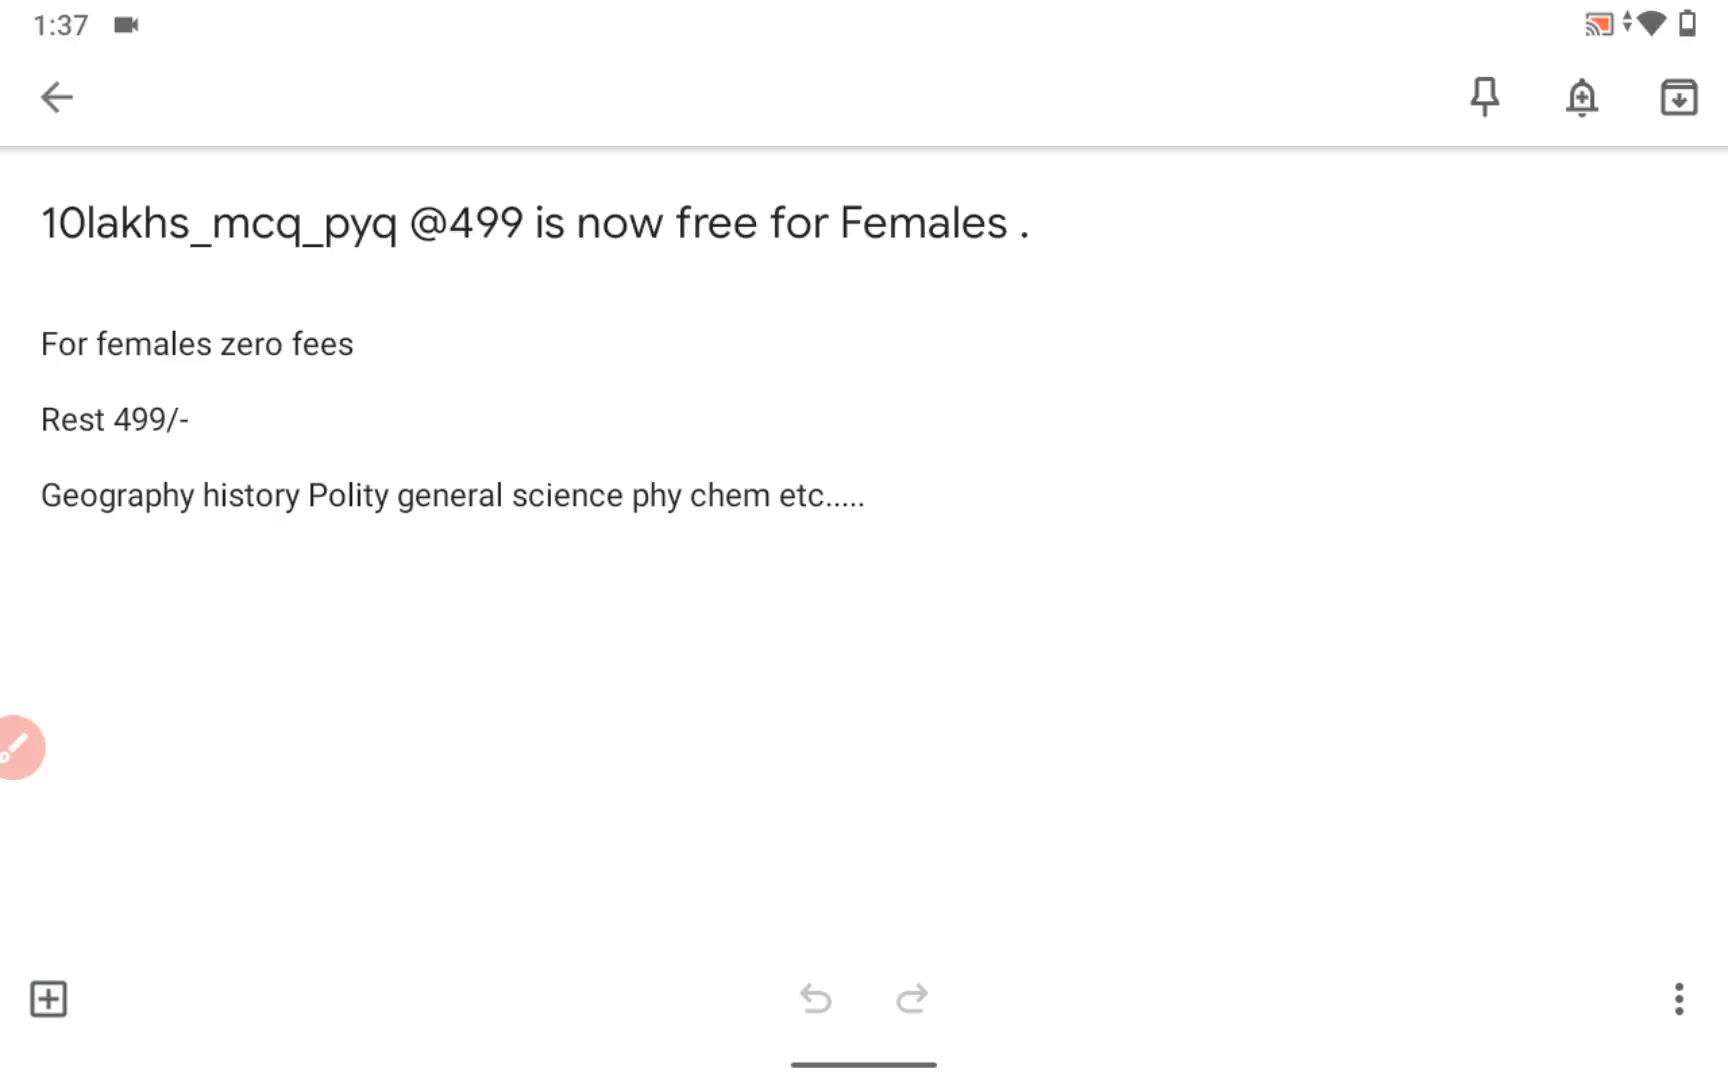 1:37
10lakhs_mcq_pyq @499 is now free for Females .
For females zero fees
Rest 499/-
Geography history Polity general science phy chem etc.....